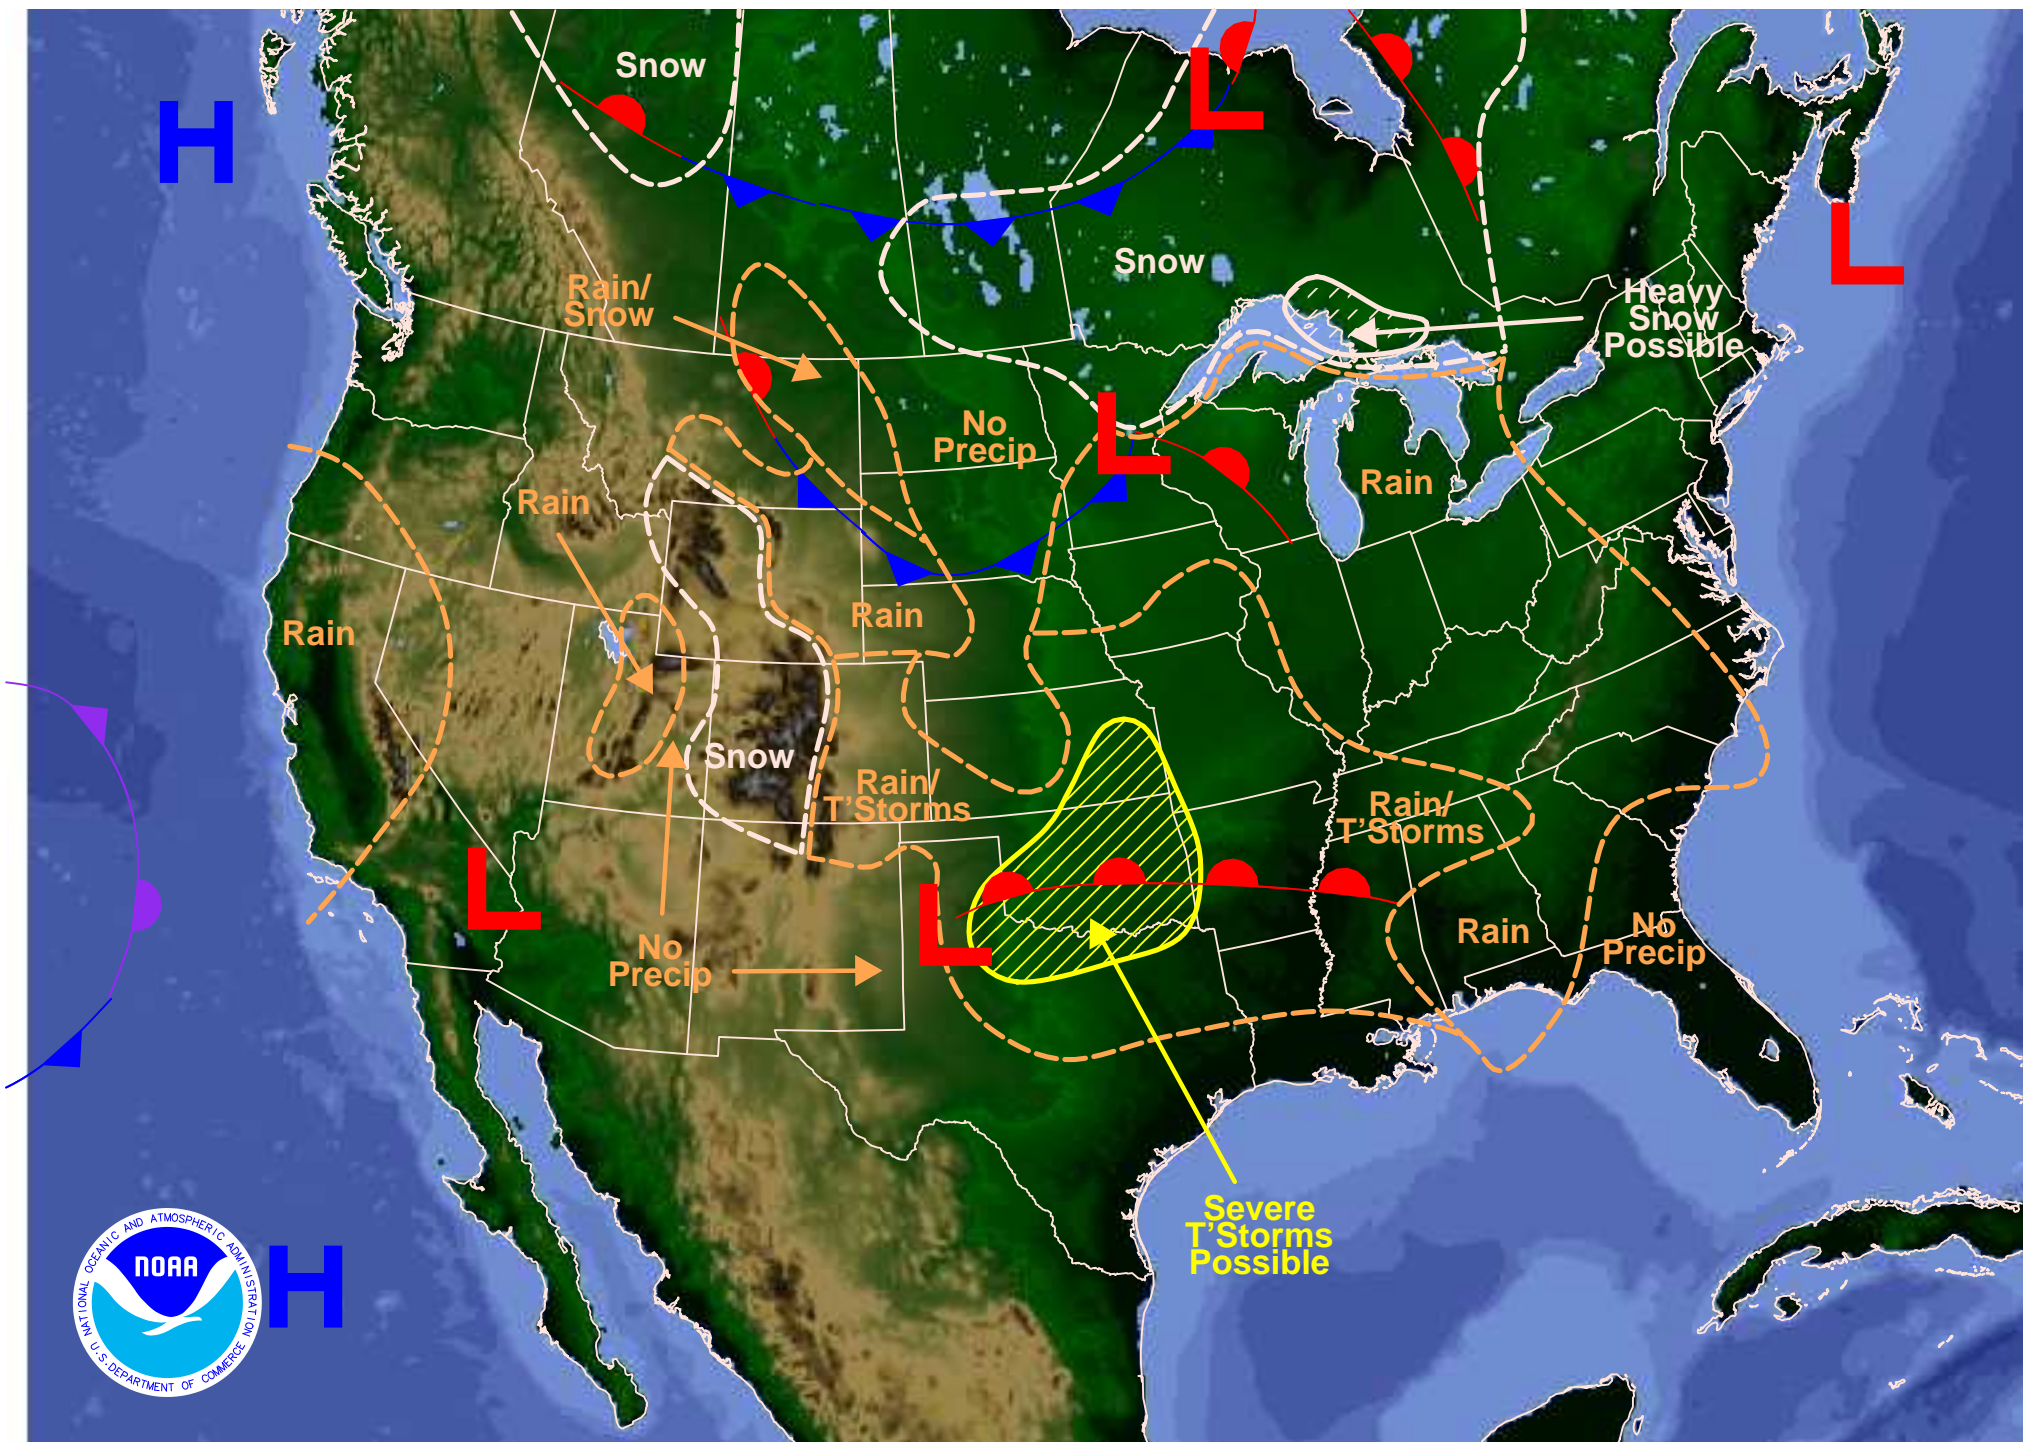 Snow
H
L
Snow
L
Rain/
Snow
Heavy
Snow
Possible
L
No
Precip
Rain
Rain
Rain
Rain
Snow
Rain/
T'Storms
Rain/
T'Storms
L
L
No
Precip
Rain
No
Precip
Severe
T'Storms
Possible
H
NATIONAL OCEANIC AND ATMOSPHERIC ADMINISTRATION
NOAA
U.S. DEPARTMENT OF COMMERCE